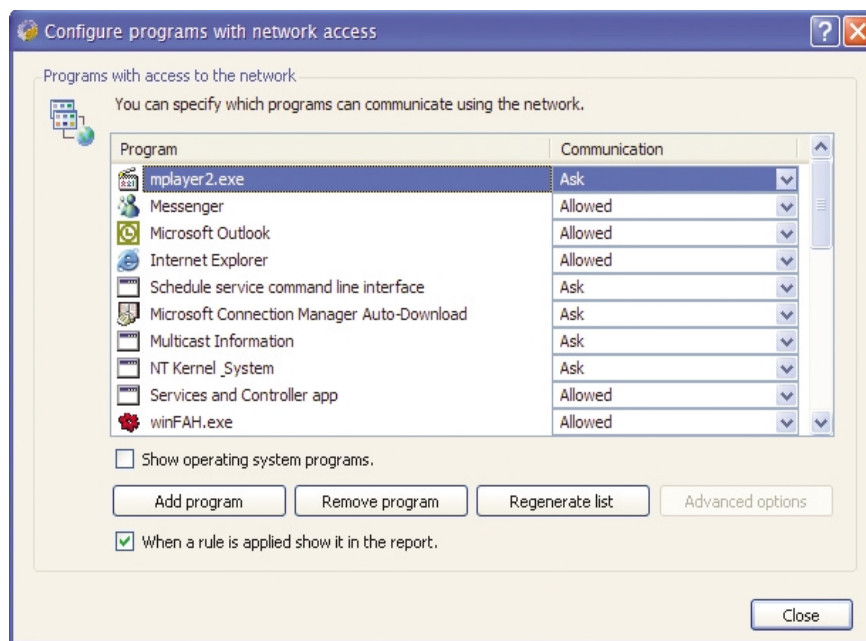 Configure programs with network access
Programs with access to the network
You can specify which programs can communicate using the network.
Program Communication
mplayer2.exe Ask
Messenger Allowed
Microsoft Outlook Allowed
Internet Explorer Allowed
Schedule service command line interface Ask
Microsoft Connection Manager Auto-Download Ask
Multicast Information Ask
NT Kernel_System Ask
Services and Controller app Allowed
winFAH.exe Allowed
Show operating system programs.
Add program Remove program Regenerate list Advanced options
When a rule is applied show it in the report.
Close